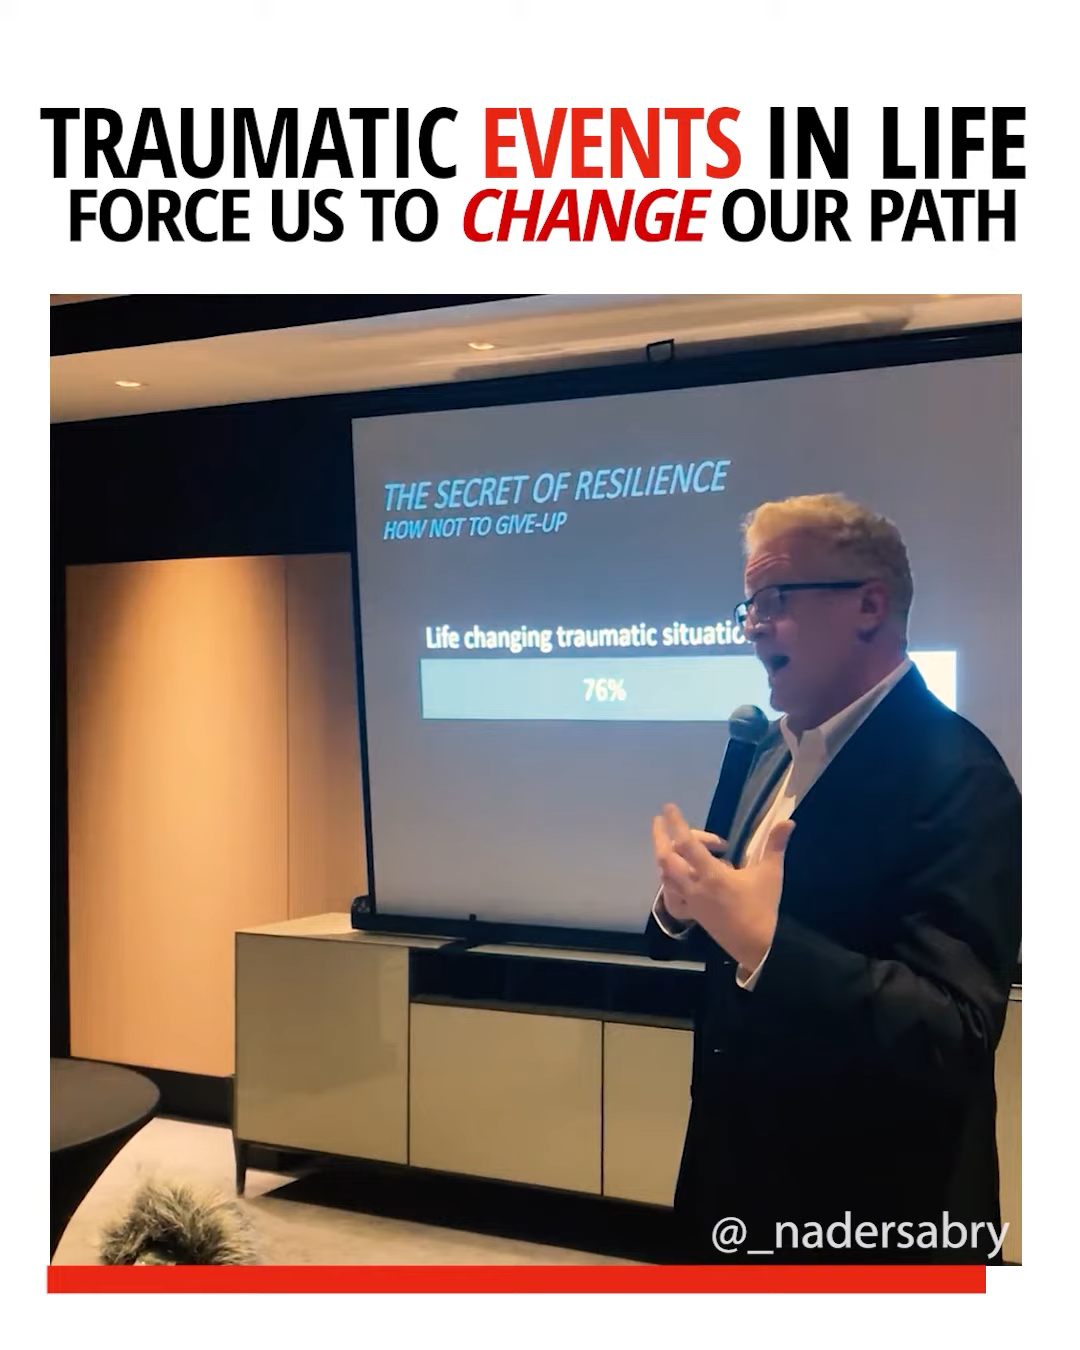 TRAUMATIC EVENTS IN LIFE
FORCE US TO CHANGE OUR PATH
THE SECRET OF RESILIENCE
HOW NOT TO GIVE-UP
Life changing traumatic situatio
76%
@_nadersabry